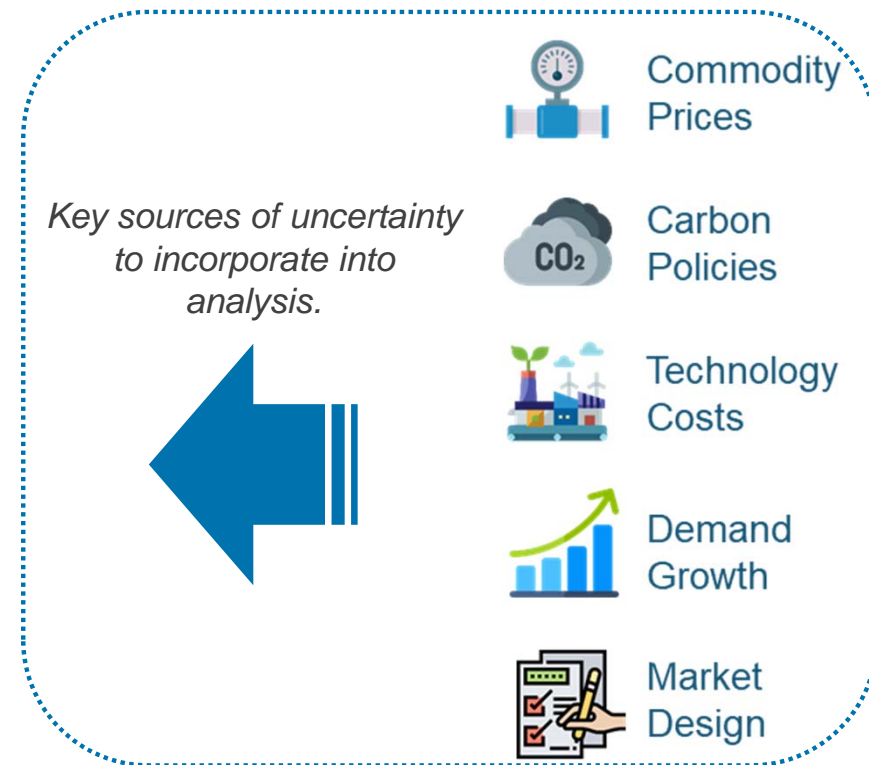 Key sources of uncertainty
to incorporate into
analysis.
Commodity
Prices
CO₂
Carbon
Policies
Technology
Costs
Demand
Growth
Market
Design